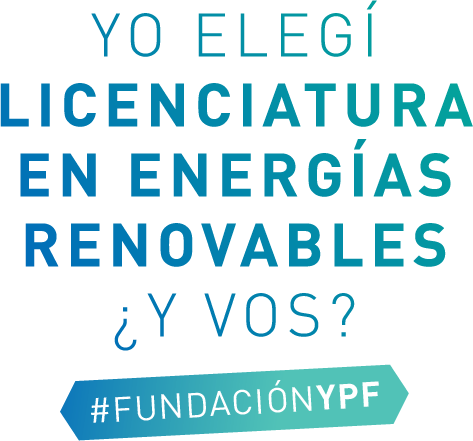 YO ELEGÍ
LICENCIATURA
EN ENERGÍAS
RENOVABLES
¿Y VOS?
#FUNDACIÓNYPF